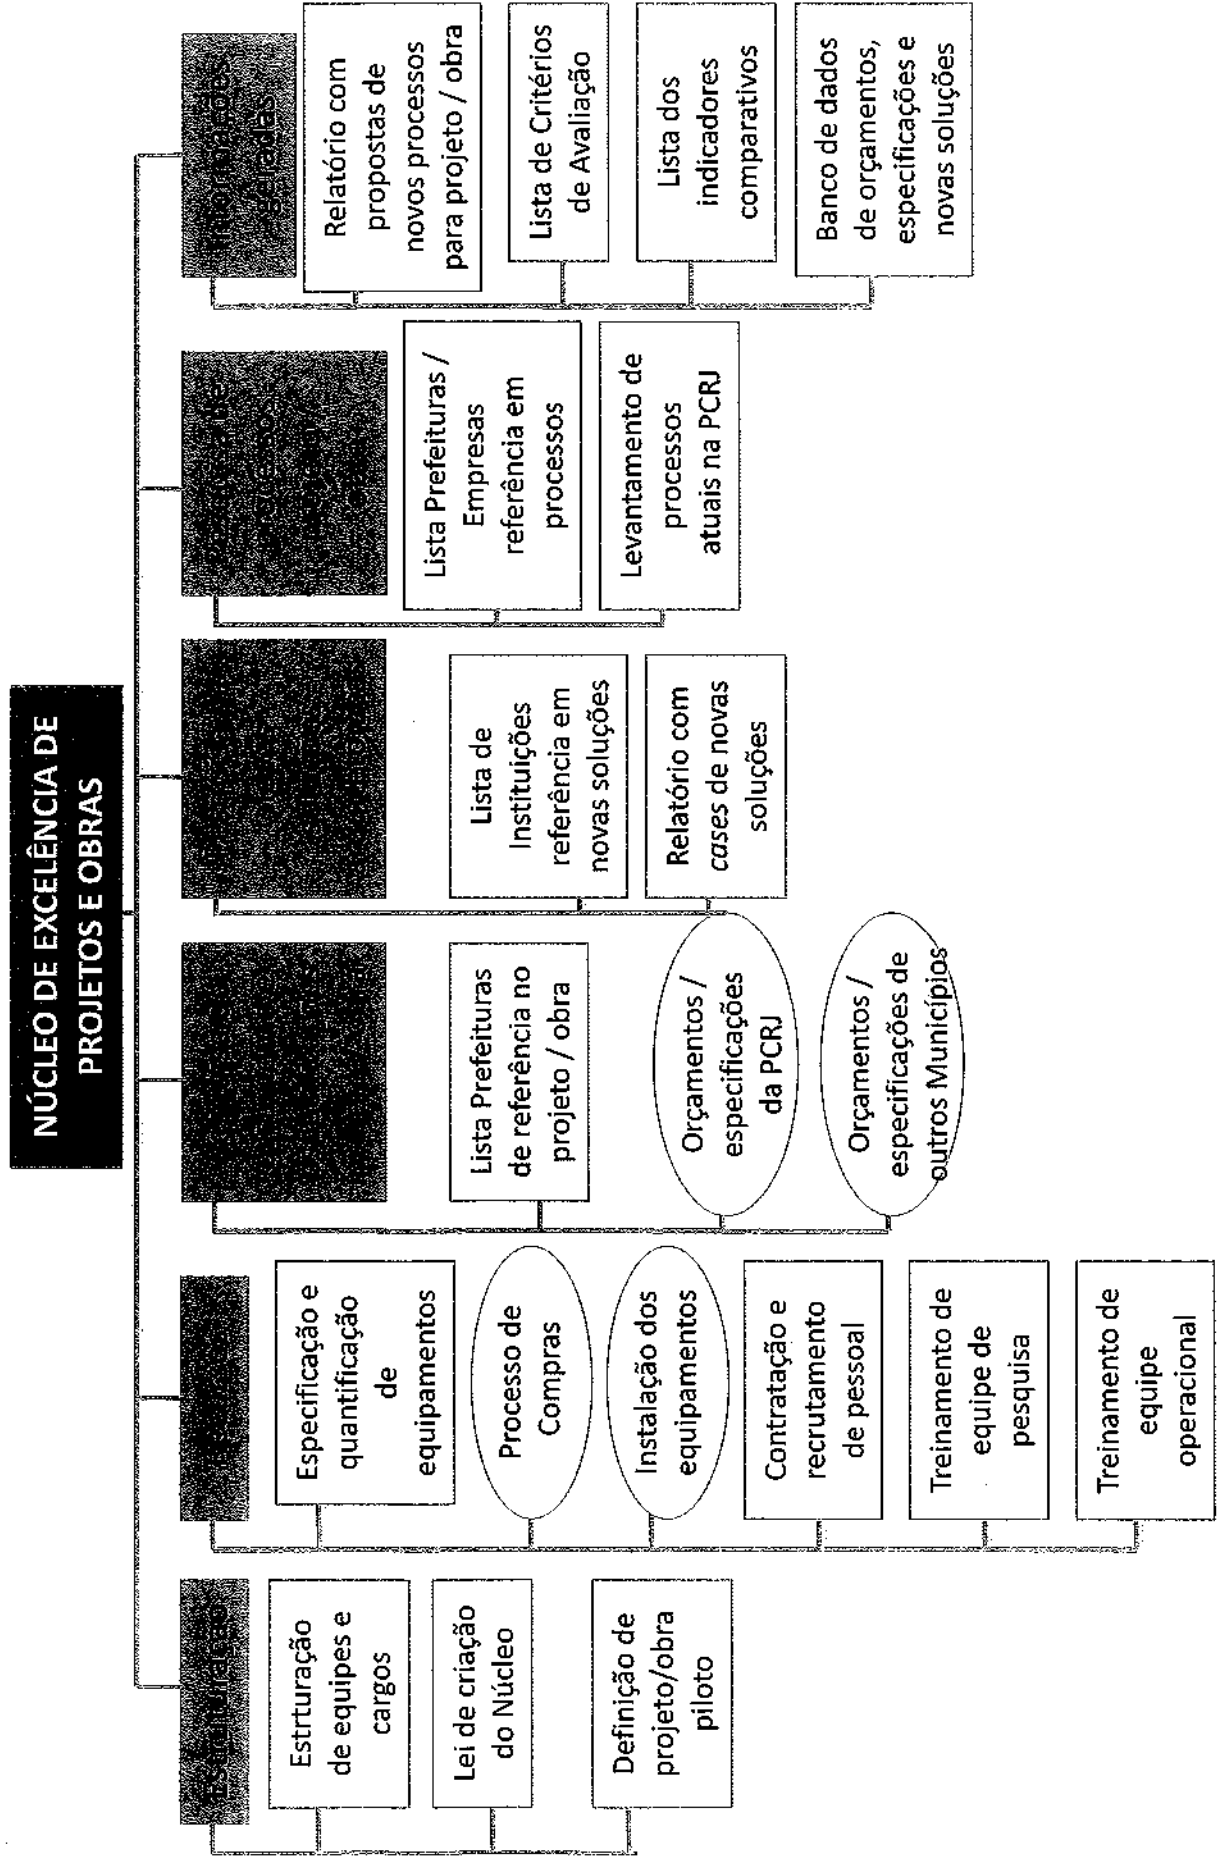 NÚCLEO DE EXCELÊNCIA DE
PROJETOS E OBRAS
Estruturação
Estrturação
de equipes e
cargos
Lei de criação
do Núcleo
Definição de
projeto/obra
piloto
Especificação e
quantificação
de
equipamentos
Processo de
Compras
Instalação dos
equipamentos
Contratação e
recrutamento
de pessoal
Treinamento de
equipe de
pesquisa
Treinamento de
equipe
operacional
Lista Prefeituras
de referência no
projeto / obra
Orçamentos /
especificações
da PCRJ
Orçamentos /
especificações de
outros Municípios
Lista de
Instituições
referência em
novas soluções
Relatório com
cases de novas
soluções
processos
Lista Prefeituras /
Empresas
referência em
processos
Levantamento de
processos
atuais na PCRJ
Informações
geradas
Relatório com
propostas de
novos processos
para projeto / obra
Lista de Critérios
de Avaliação
Lista dos
indicadores
comparativos
Banco de dados
de orçamentos,
especificações e
novas soluções